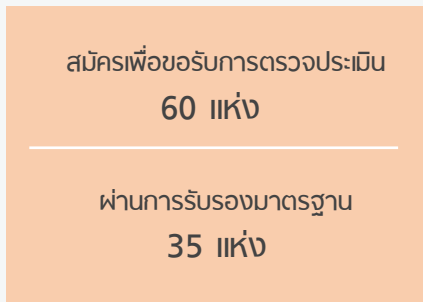 สมัครเพื่อขอรับการตรวจประเมิน
60 แห่ง
ผ่านการรับรองมาตรฐาน
35 แห่ง